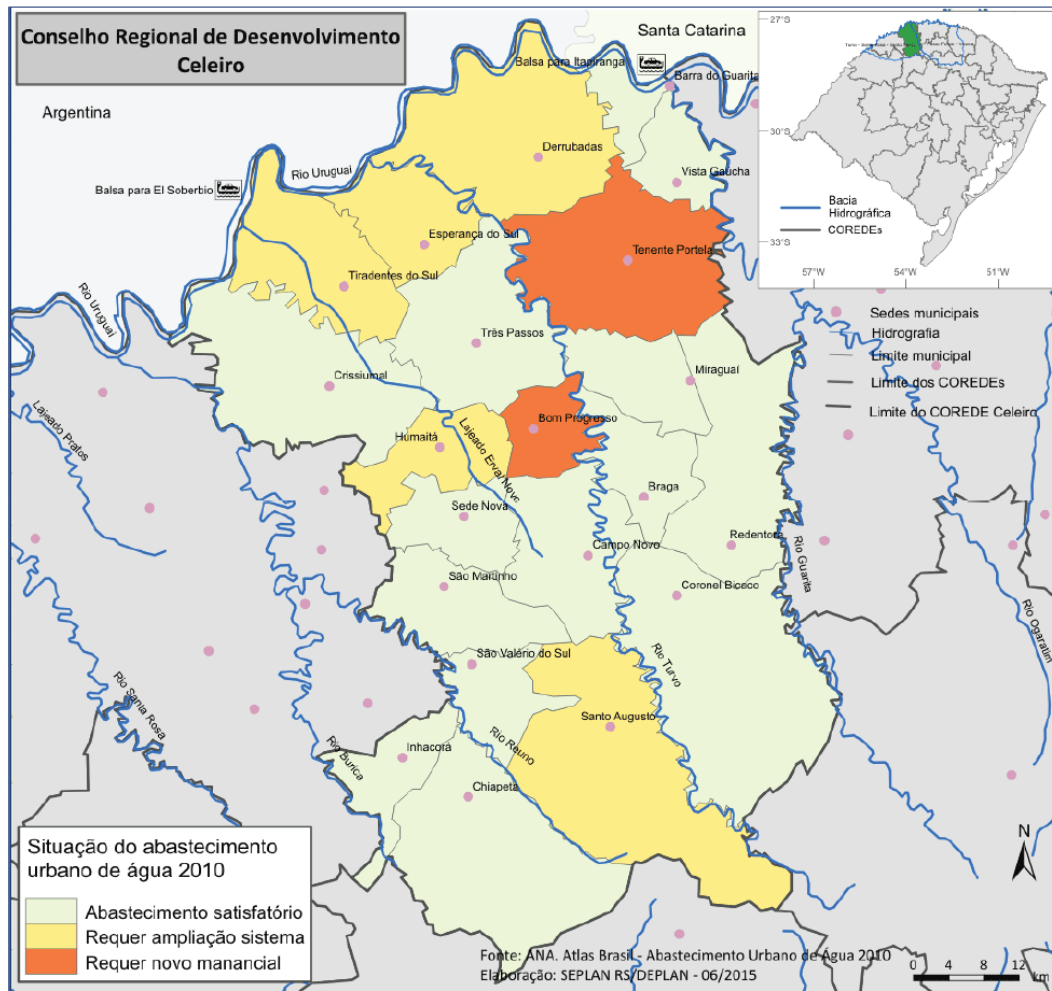 Conselho Regional de Desenvolvimento
Celeiro
Santa Catarina
Argentina
Balsa para Itapiranga
Barra do Guarita
Derrubadas
Rio Uruguai
Vista Gaucha
Balsa para El Soberbio
Esperança do Sul
Tenente Portela
Tiradentes do Sul
Rio Uruguai
Três Passos
Miraguaí
Crissiumal
Bom Progresso
Humaitá
Lajeado Erva/Novo
Lajeado Pratos
Braga
Sede Nova
Redentora
Campo Novo
Rio Guarita
São Martinho
Coronel Bicaco
São Valério do Sul
Rio Turvo
Santo Augusto
Rio Santa Rosa
Inhacorá
Rio Buricá
Chiapeta
27°S
30°S
33°S
57°W
54°W
51°W
Bacia
Hidrográfica
COREDEs
Sedes municipais
Hidrografia
Limite municipal
Limite dos COREDEs
Limite do COREDE Celeiro
N
Situação do abastecimento
urbano de água 2010
Abastecimento satisfatório
Requer ampliação sistema
Requer novo manancial
Fonte: ANA. Atlas Brasil - Abastecimento Urbano de Água 2010
Elaboração: SEPLAN RS/DEPLAN - 06/2015
0 4 8 12
km